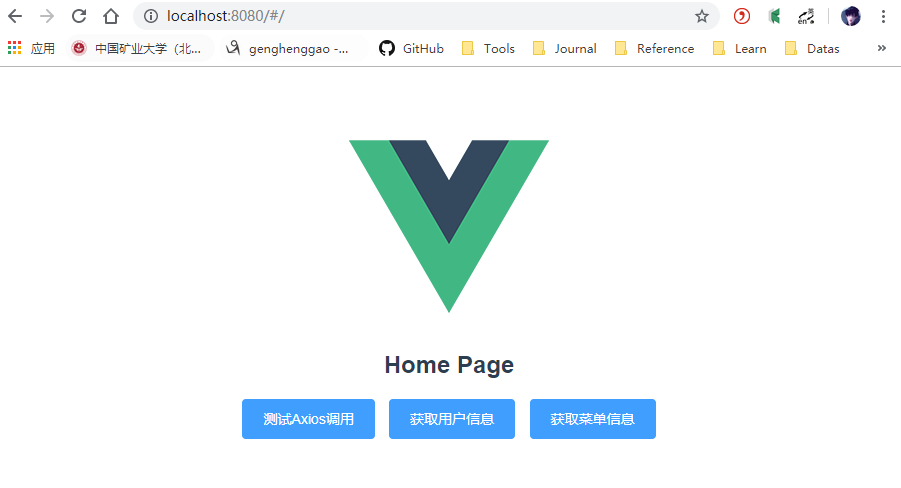 localhost:8080/#/
应用 中国矿业大学（北... genghenggao -... GitHub Tools Journal Reference Learn Datas »
Home Page
测试Axios调用 获取用户信息 获取菜单信息